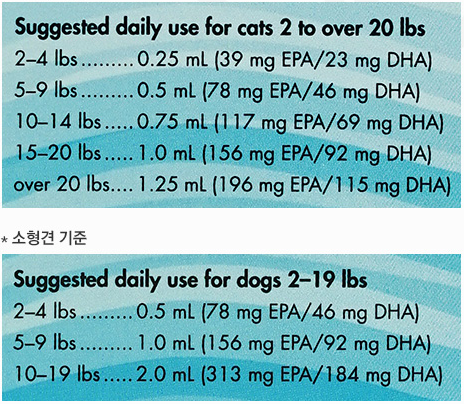 Suggested daily use for cats 2 to over 20 lbs
2–4 lbs.........0.25 mL (39 mg EPA/23 mg DHA)
5–9 lbs.........0.5 mL (78 mg EPA/46 mg DHA)
10–14 lbs.....0.75 mL (117 mg EPA/69 mg DHA)
15–20 lbs.....1.0 mL (156 mg EPA/92 mg DHA)
over 20 lbs....1.25 mL (196 mg EPA/115 mg DHA)
* 소형견 기준
Suggested daily use for dogs 2–19 lbs
2–4 lbs.........0.5 mL (78 mg EPA/46 mg DHA)
5–9 lbs.........1.0 mL (156 mg EPA/92 mg DHA)
10–19 lbs.....2.0 mL (313 mg EPA/184 mg DHA)